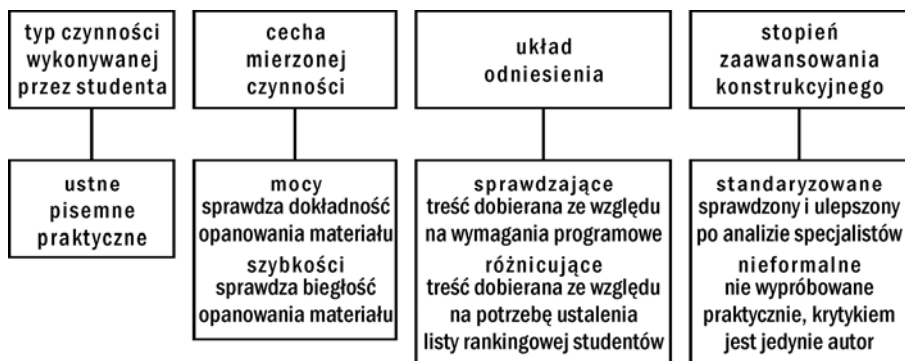 typ czynności
wykonywanej
przez studenta
ustne
pisemne
praktyczne
cecha
mierzonej
czynności
mocy
sprawdza dokładność
opanowania materiału
szybkości
sprawdza biegłość
opanowania materiału
układ
odniesienia
sprawdzające
treść dobierana ze względu
na wymagania programowe
różnicujące
treść dobierana ze względu
na potrzebę ustalenia
listy rankingowej studentów
stopień
zaawansowania
konstrukcyjnego
standaryzowane
sprawdzony i ulepszony
po analizie specjalistów
nieformalne
nie wypróbowane
praktycznie, krytykiem
jest jedynie autor